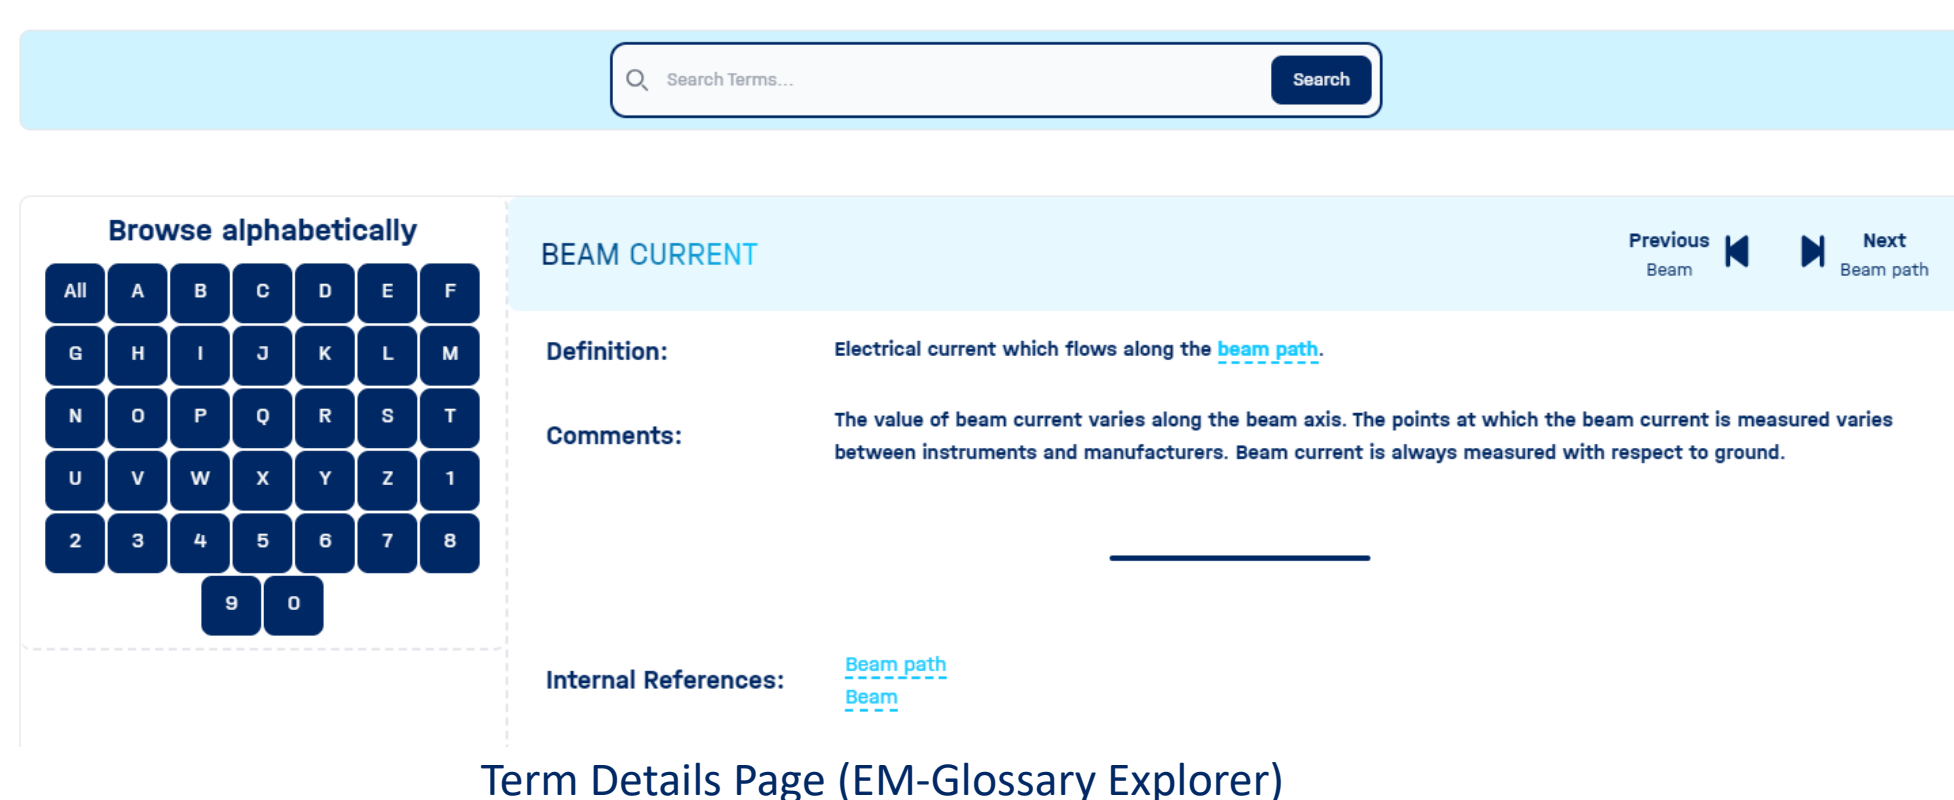 Search Terms...
Search
Browse alphabetically
All A B C D E F
G H I J K L M
N O P Q R S T
U V W X Y Z 1
2 3 4 5 6 7 8
9 0
BEAM CURRENT
Previous
Beam
Next
Beam path
Definition:
Electrical current which flows along the beam path.
Comments:
The value of beam current varies along the beam axis. The points at which the beam current is measured varies
between instruments and manufacturers. Beam current is always measured with respect to ground.
Internal References:
Beam path
Beam
Term Details Page (EM-Glossary Explorer)